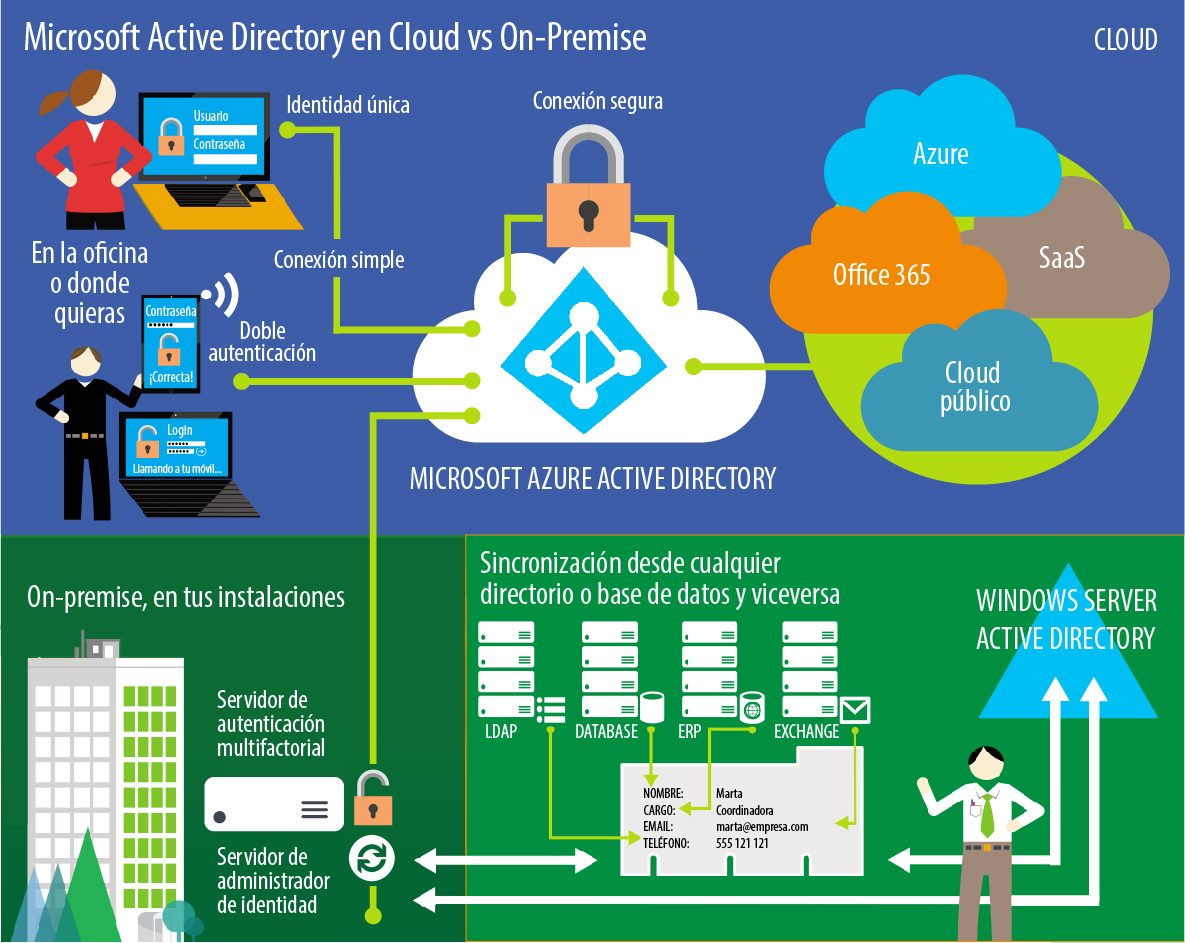 Microsoft Active Directory en Cloud vs On-Premise
CLOUD
Identidad única
Usuario
Contraseña
Conexión segura
Azure
En la oficina
o donde
quieras
Conexión simple
Office 365
SaaS
Contraseña
¡Correcta!
Doble
autenticación
Cloud
público
Login
Llamando a tu móvil...
MICROSOFT AZURE ACTIVE DIRECTORY
On-premise, en tus instalaciones
Sincronización desde cualquier
directorio o base de datos y viceversa
WINDOWS SERVER
ACTIVE DIRECTORY
Servidor de
autenticación
multifactorial
LDAP
DATABASE
ERP
EXCHANGE
NOMBRE: Marta
CARGO: Coordinadora
EMAIL: marta@empresa.com
TELÉFONO: 555 121 121
Servidor de
administrador
de identidad